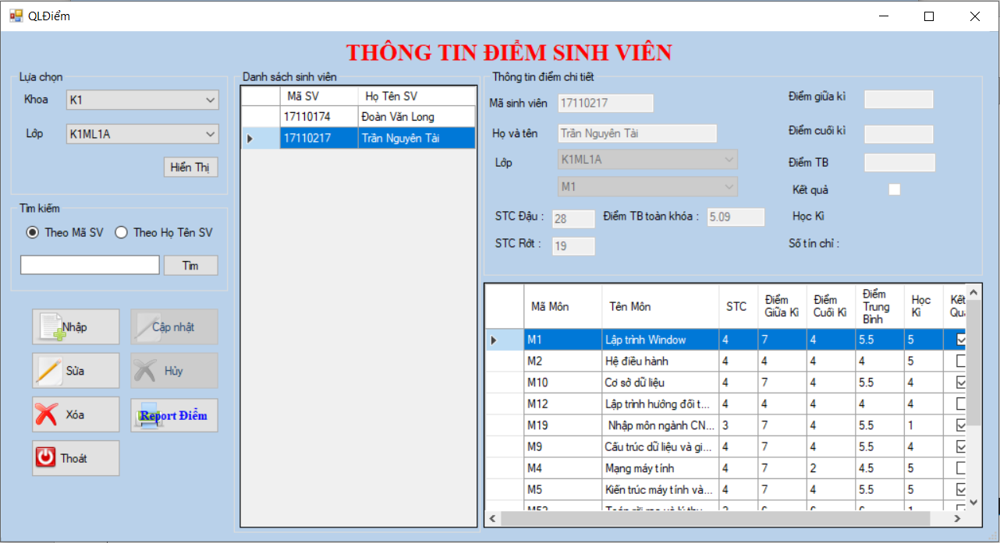 QLĐiểm
THÔNG TIN ĐIỂM SINH VIÊN
Lựa chọn
Khoa K1
Lớp K1ML1A
Hiển Thị
Tìm kiếm
Theo Mã SV Theo Họ Tên SV
Tìm
Nhập Cập nhật
Sửa Hủy
Xóa Report Điểm
Thoát
Danh sách sinh viên
Mã SV Họ Tên SV
17110174 Đoàn Văn Long
17110217 Trần Nguyên Tài
Thông tin điểm chi tiết
Mã sinh viên 17110217
Họ và tên Trần Nguyên Tài
Lớp K1ML1A
M1
STC Đậu : 28 Điểm TB toàn khóa : 5.09
STC Rớt : 19
Điểm giữa kì
Điểm cuối kì
Điểm TB
Kết quả
Học Kì
Số tín chỉ :
Mã Môn Tên Môn STC Điểm Giữa Kì Điểm Cuối Kì Điểm Trung Bình Học Kì Kết
M1 Lập trình Window 4 7 4 5.5 5
M2 Hệ điều hành 4 4 4 4 5
M10 Cơ sở dữ liệu 4 7 4 5.5 4
M12 Lập trình hướng đối t... 4 4 4 4 4
M19 Nhập môn ngành CN... 3 7 4 5.5 1
M9 Cấu trúc dữ liệu và gi... 4 7 4 5.5 4
M4 Mạng máy tính 4 7 2 4.5 5
M5 Kiến trúc máy tính và... 4 7 4 5.5 5